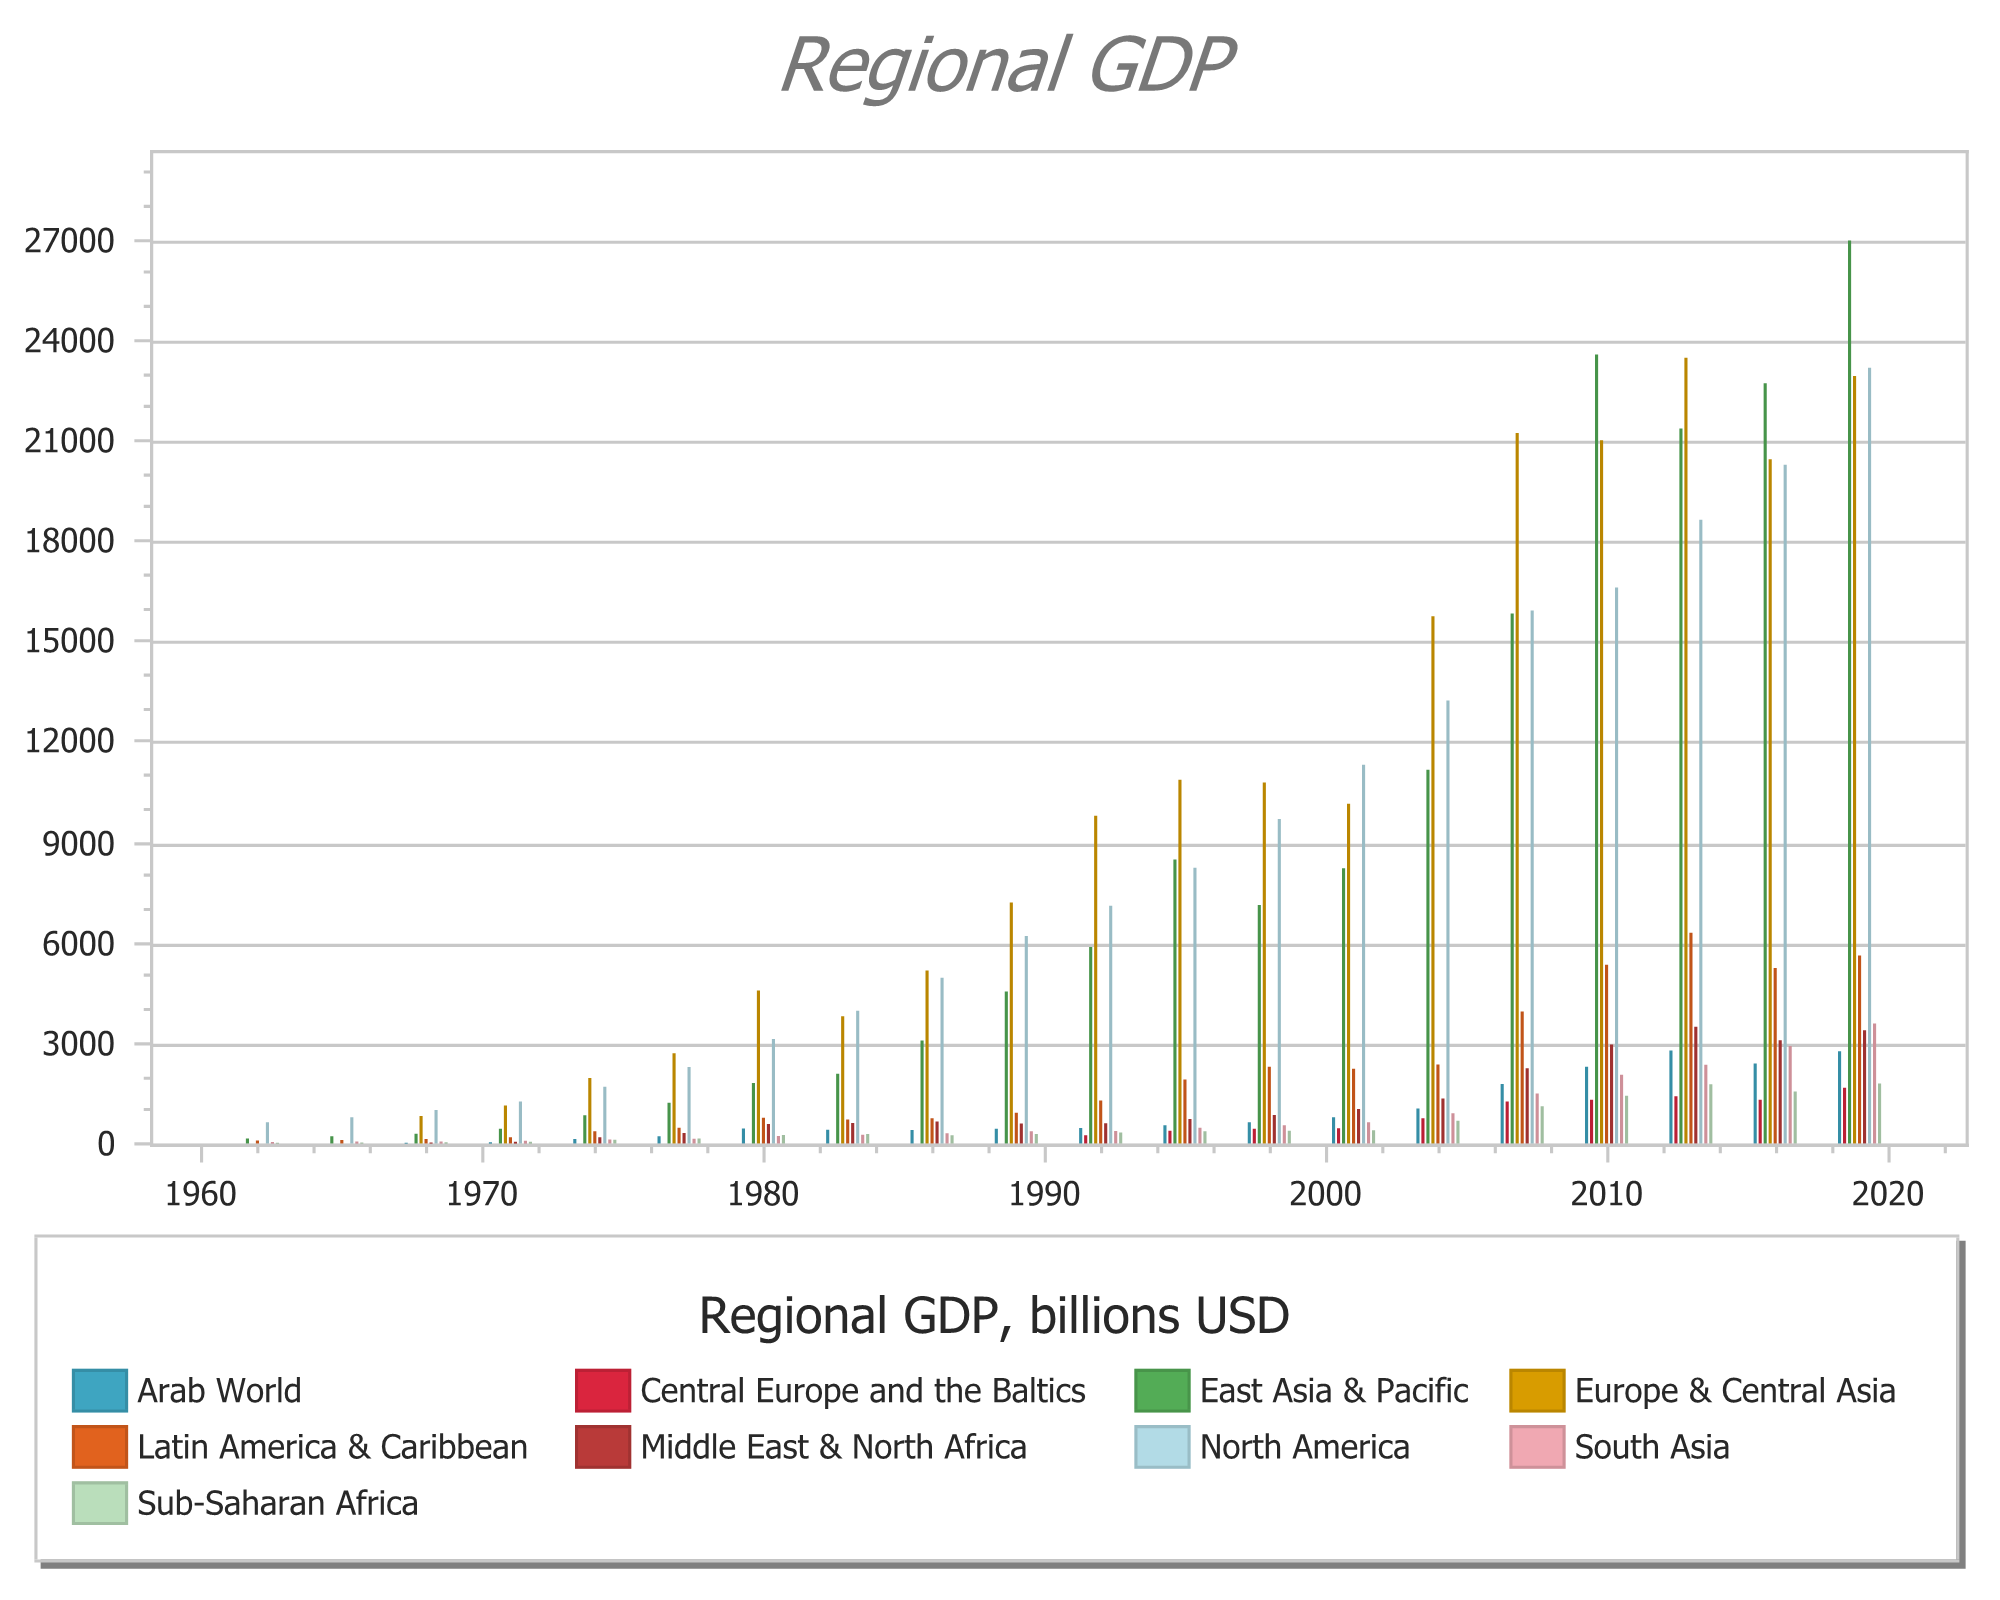 Regional GDP
27000
24000
21000
18000
15000
12000
9000
6000
3000
0
1960 1970 1980 1990 2000 2010 2020
Regional GDP, billions USD
Arab World Central Europe and the Baltics East Asia & Pacific Europe & Central Asia
Latin America & Caribbean Middle East & North Africa North America South Asia
Sub-Saharan Africa